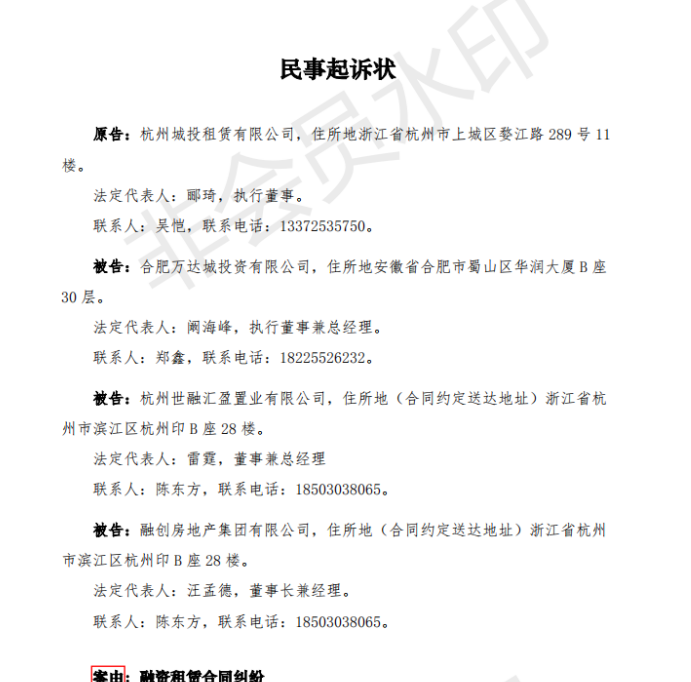 民事起诉状
原告：杭州城投租赁有限公司，住所地浙江省杭州市上城区婺江路 289 号 11
楼。
法定代表人：郦琦，执行董事。
联系人：吴恺，联系电话：13372535750。
被告：合肥万达城投资有限公司，住所地安徽省合肥市蜀山区华润大厦 B 座
30 层。
法定代表人：阚海峰，执行董事兼总经理。
联系人：郑鑫，联系电话：18225526232。
被告：杭州世融汇盈置业有限公司，住所地（合同约定送达地址）浙江省杭
州市滨江区杭州印 B 座 28 楼。
法定代表人：雷霆，董事兼总经理
联系人：陈东方，联系电话：18503038065。
被告：融创房地产集团有限公司，住所地（合同约定送达地址）浙江省杭州
市滨江区杭州印 B 座 28 楼。
法定代表人：汪孟德，董事长兼经理。
联系人：陈东方，联系电话：18503038065。
案由：融资租赁合同纠纷
非会员水印